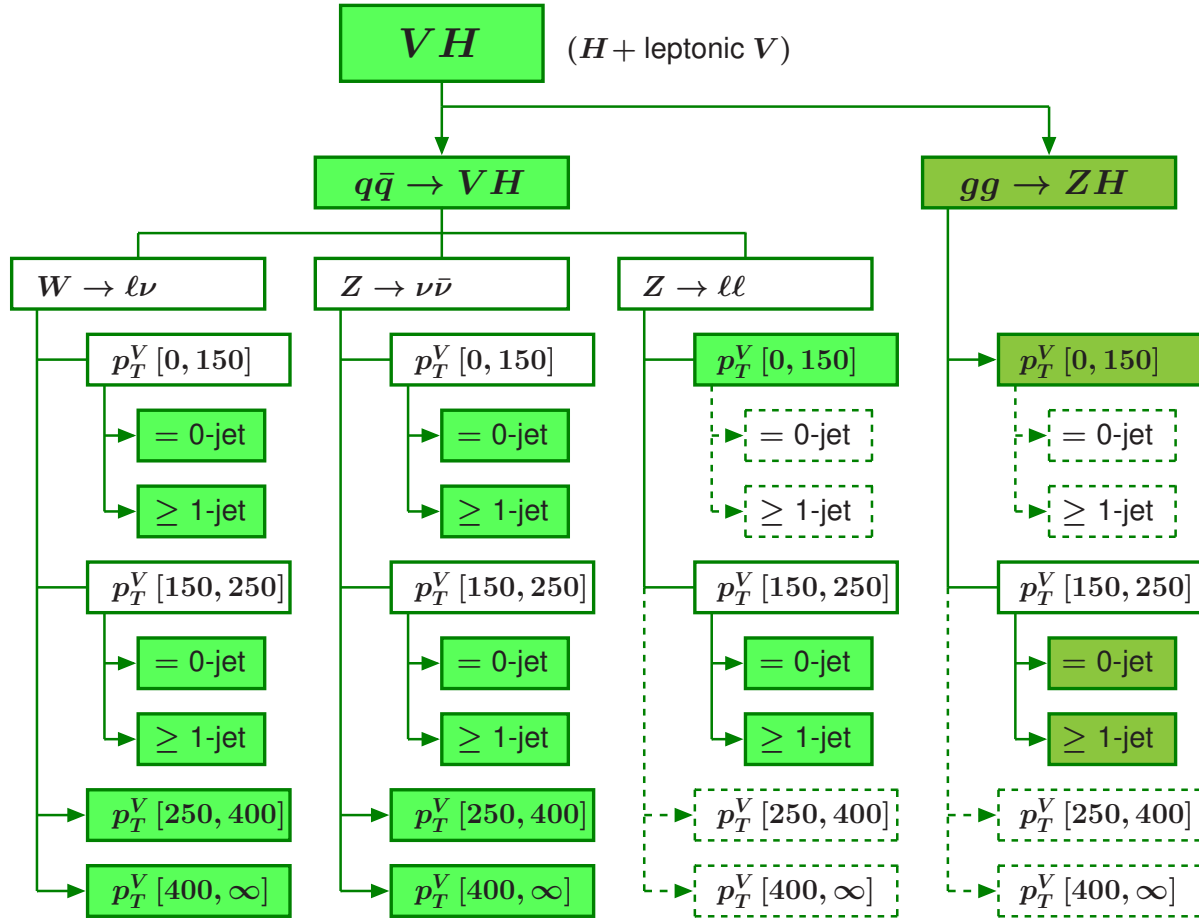 VH (H + leptonic V)
qq̄ → VH
gg → ZH
W → ℓν
p_T^V [0, 150]
= 0-jet
≥ 1-jet
p_T^V [150, 250]
= 0-jet
≥ 1-jet
p_T^V [250, 400]
p_T^V [400, ∞]
Z → νν̄
p_T^V [0, 150]
= 0-jet
≥ 1-jet
p_T^V [150, 250]
= 0-jet
≥ 1-jet
p_T^V [250, 400]
p_T^V [400, ∞]
Z → ℓℓ
p_T^V [0, 150]
= 0-jet
≥ 1-jet
p_T^V [150, 250]
= 0-jet
≥ 1-jet
p_T^V [250, 400]
p_T^V [400, ∞]
p_T^V [0, 150]
= 0-jet
≥ 1-jet
p_T^V [150, 250]
= 0-jet
≥ 1-jet
p_T^V [250, 400]
p_T^V [400, ∞]